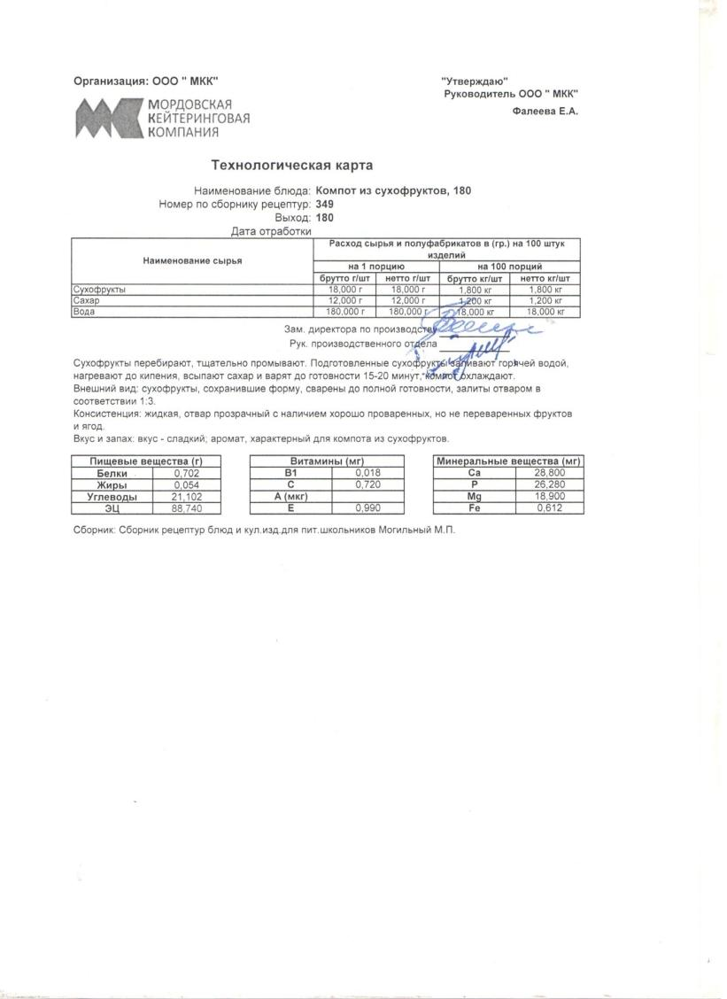 Организация: ООО " МКК"
"Утверждаю"
Руководитель ООО " МКК"
Фалеева Е.А.
МОРДОВСКАЯ
КЕЙТЕРИНГОВАЯ
КОМПАНИЯ
Технологическая карта
Наименование блюда: Компот из сухофруктов, 180
Номер по сборнику рецептур: 349
Выход: 180
Дата отработки
Наименование сырья
Расход сырья и полуфабрикатов в (гр.) на 100 штук
изделий
на 1 порцию на 100 порций
брутто г/шт нетто г/шт брутто кг/шт нетто кг/шт
Сухофрукты 18,000 г 18,000 г 1,800 кг 1,800 кг
Сахар 12,000 г 12,000 г 1,200 кг 1,200 кг
Вода 180,000 г 180,000 г 18,000 кг 18,000 кг
Зам. директора по производству
Рук. производственного отдела
Сухофрукты перебирают, тщательно промывают. Подготовленные сухофрукты заливают горячей водой,
нагревают до кипения, всыпают сахар и варят до готовности 15-20 минут, компот охлаждают.
Внешний вид: сухофрукты, сохранившие форму, сварены до полной готовности, залиты отваром в
соответствии 1:3.
Консистенция: жидкая, отвар прозрачный с наличием хорошо проваренных, но не переваренных фруктов
и ягод.
Вкус и запах: вкус - сладкий; аромат, характерный для компота из сухофруктов.
Пищевые вещества (г) Витамины (мг) Минеральные вещества (мг)
Белки 0,702 В1 0,018 Ca 28,800
Жиры 0,054 С 0,720 P 26,280
Углеводы 21,102 А (мкг) Mg 18,900
ЭЦ 88,740 Е 0,990 Fe 0,612
Сборник: Сборник рецептур блюд и кул.изд.для пит.школьников Могильный М.П.